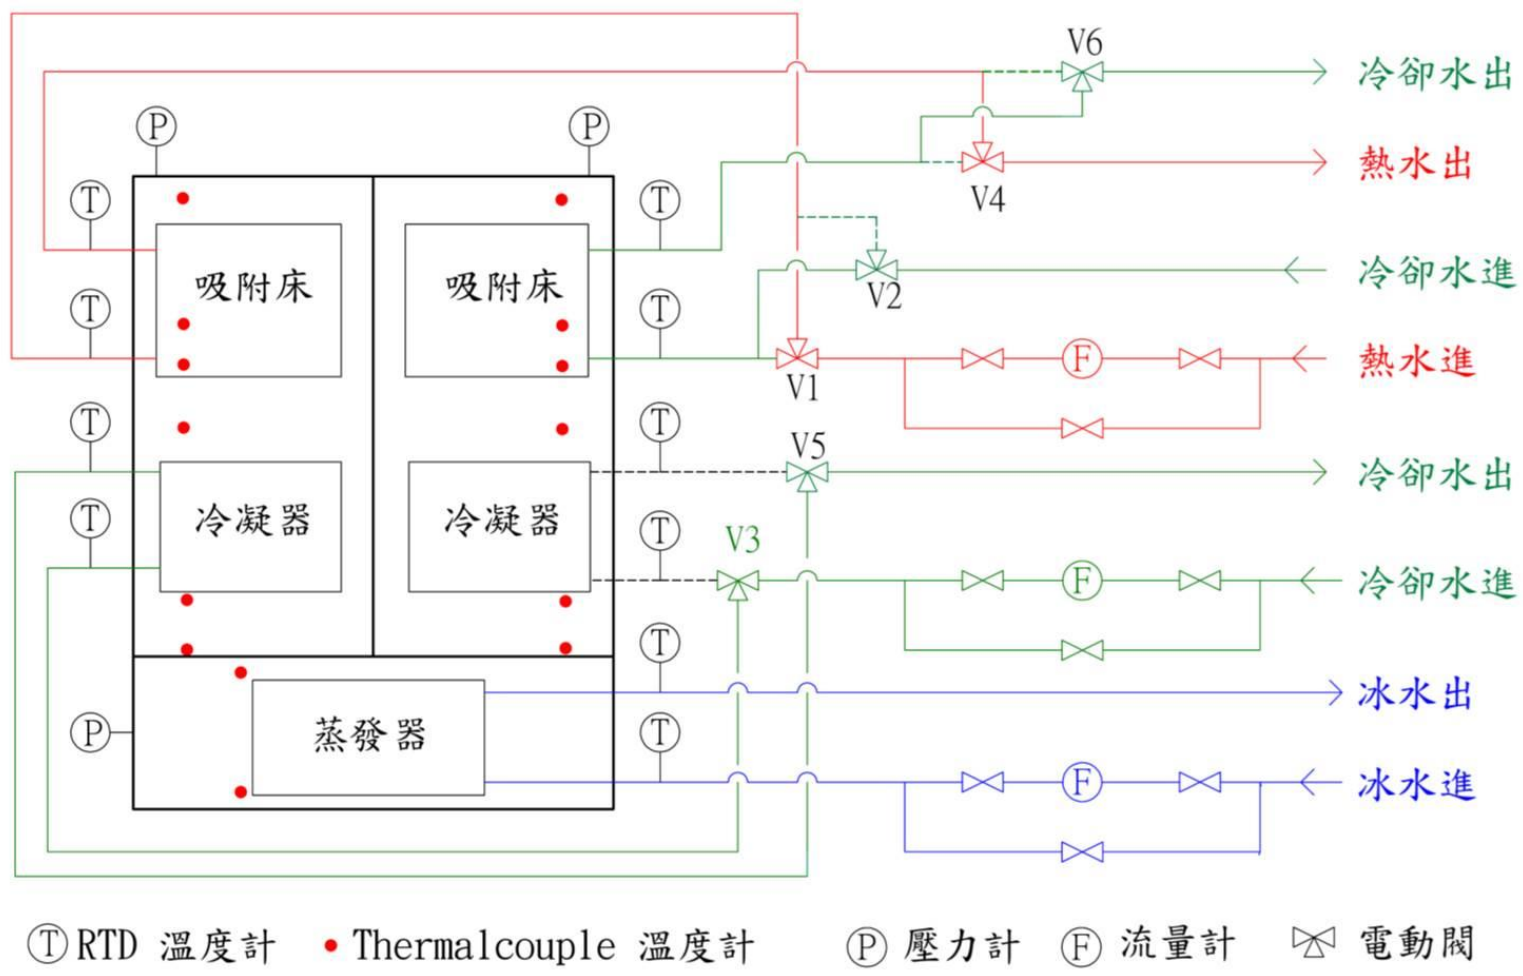 V6
冷卻水出
P
P
熱水出
T
T
V4
吸附床
吸附床
冷卻水進
V2
T
T
F
熱水進
V1
T
T
V5
冷卻水出
冷凝器
冷凝器
T
T
V3
F
冷卻水進
T
冰水出
P
蒸發器
T
F
冰水進
T RTD 溫度計
Thermalcouple 溫度計
P 壓力計
F 流量計
電動閥